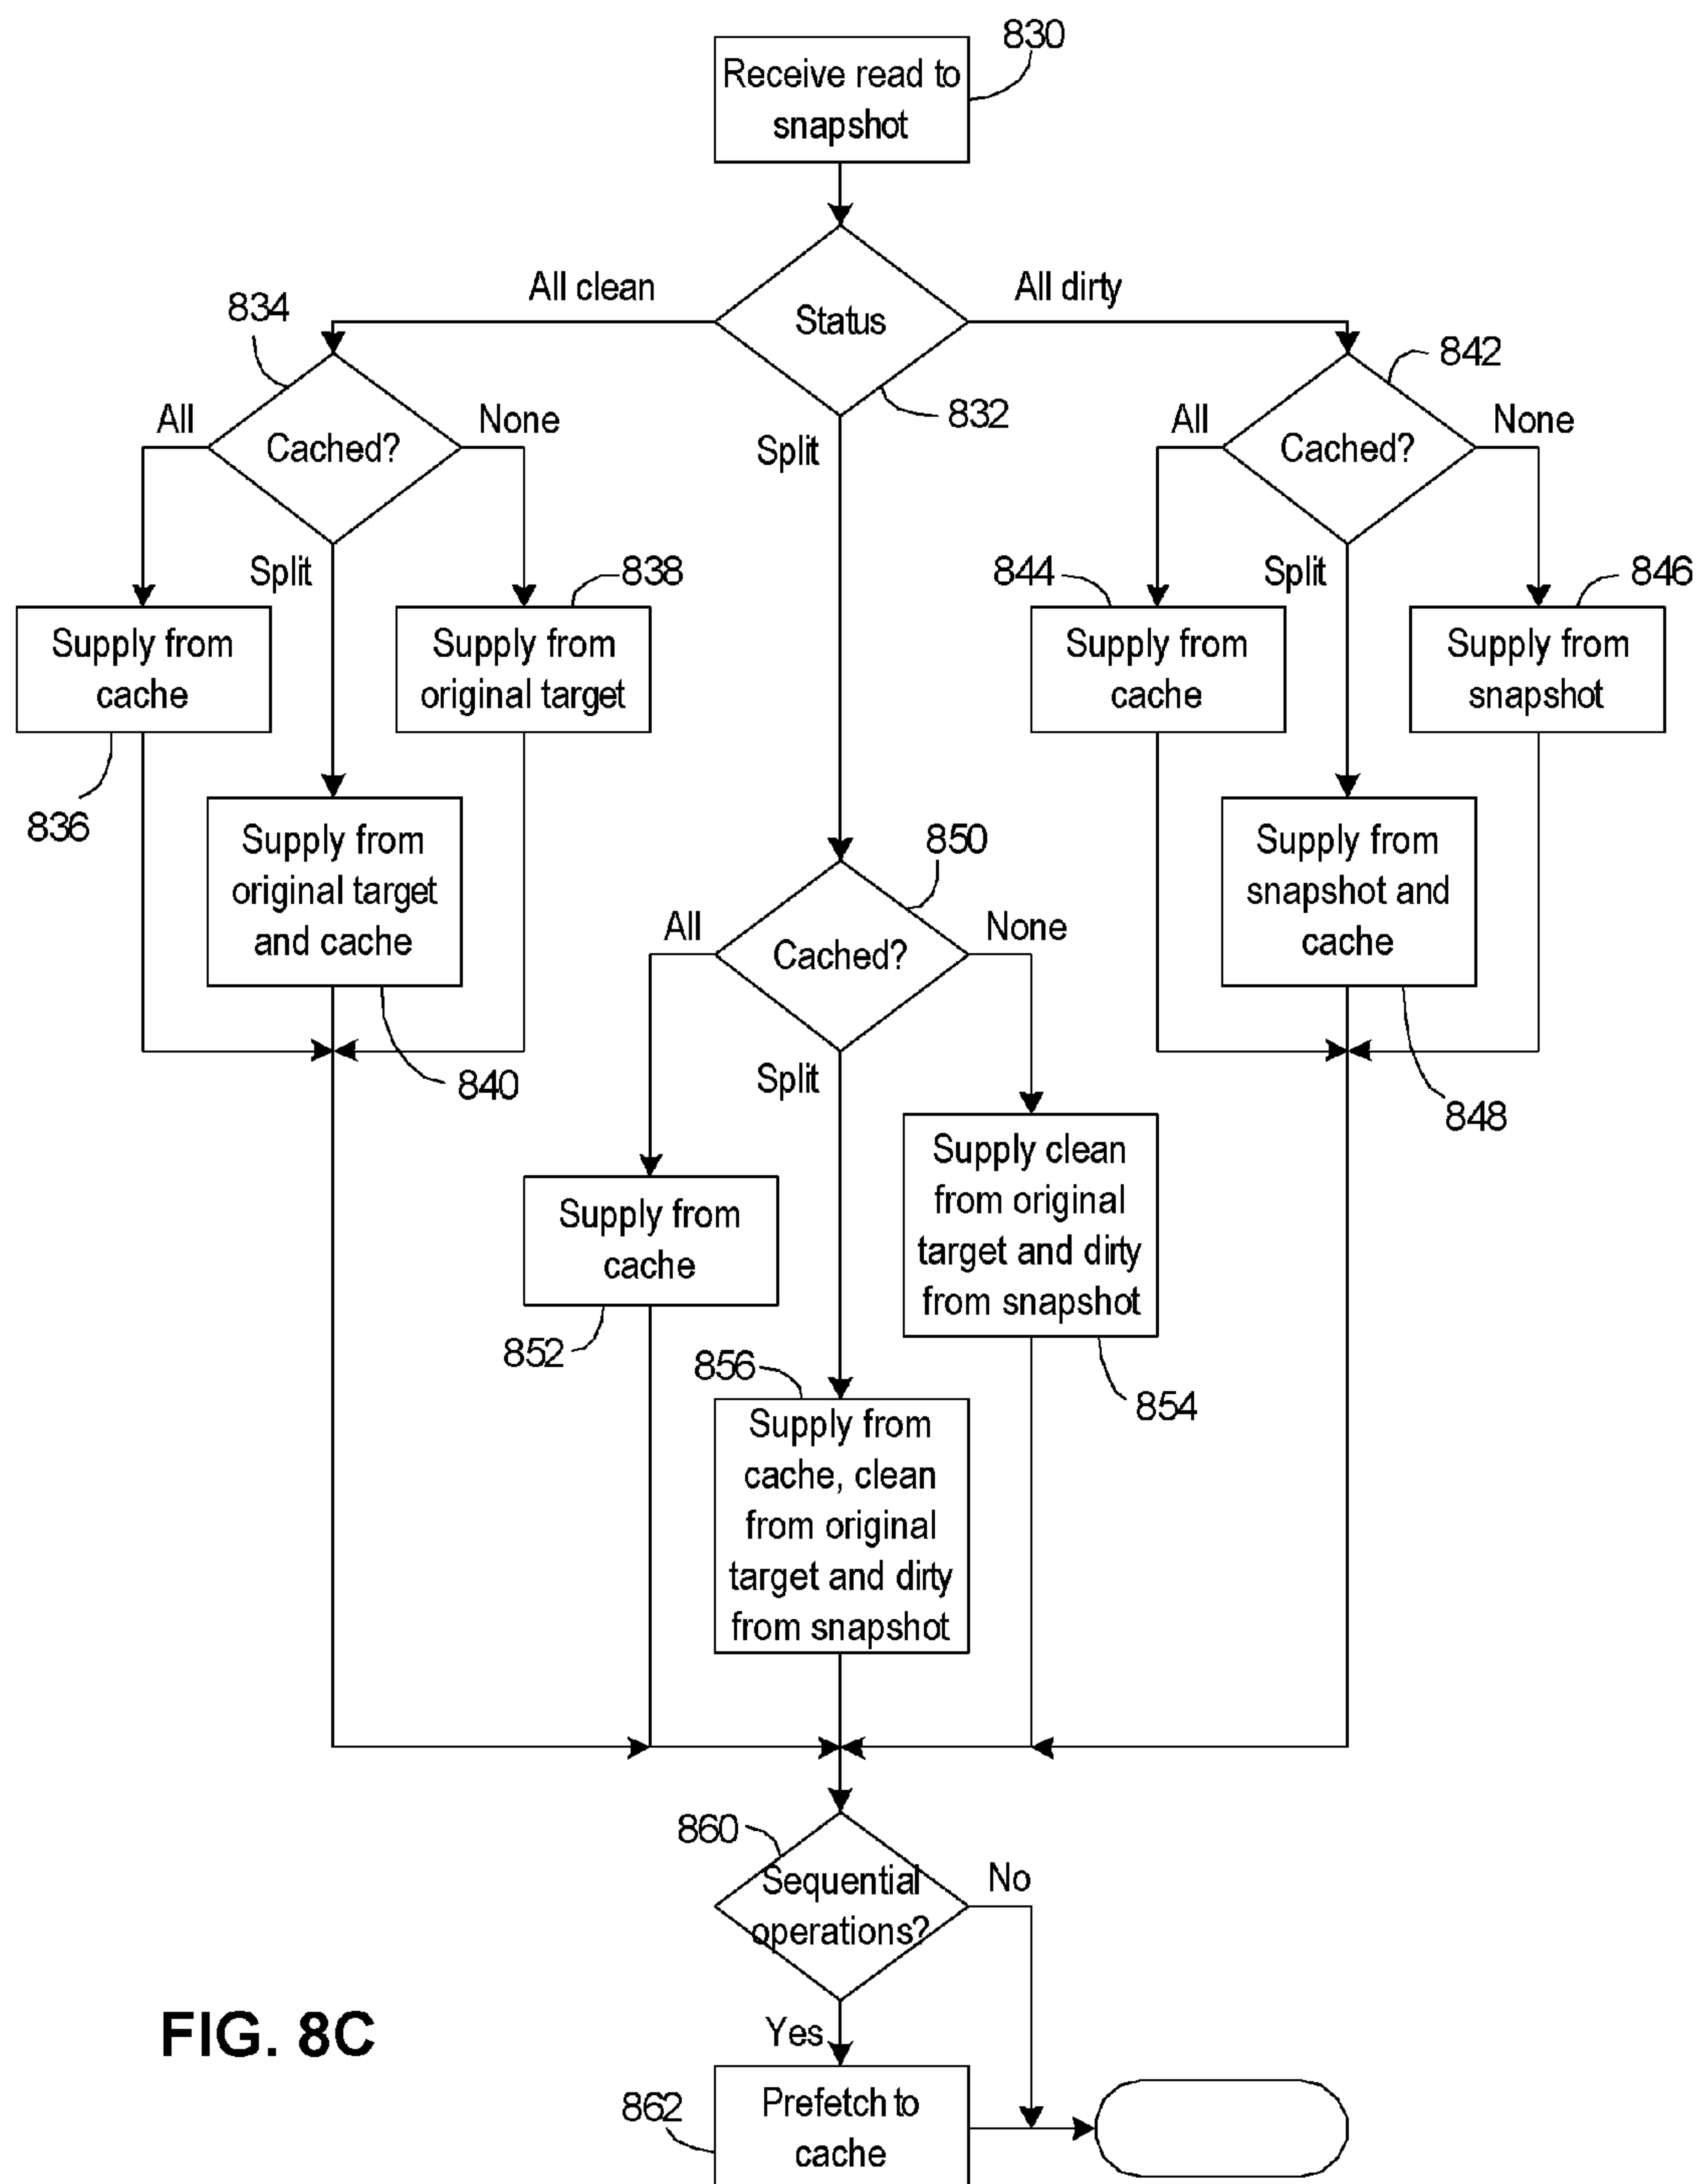 830
Receive read to
snapshot
All clean
All dirty
Status
832
Split
834
Cached?
All
None
Split
842
Cached?
All
None
Split
836
Supply from
cache
838
Supply from
original target
840
Supply from
original target
and cache
844
Supply from
cache
846
Supply from
snapshot
848
Supply from
snapshot and
cache
850
Cached?
All
None
Split
852
Supply from
cache
854
Supply clean
from original
target and dirty
from snapshot
856
Supply from
cache, clean
from original
target and dirty
from snapshot
860
Sequential
operations?
No
Yes
862
Prefetch to
cache
FIG. 8C